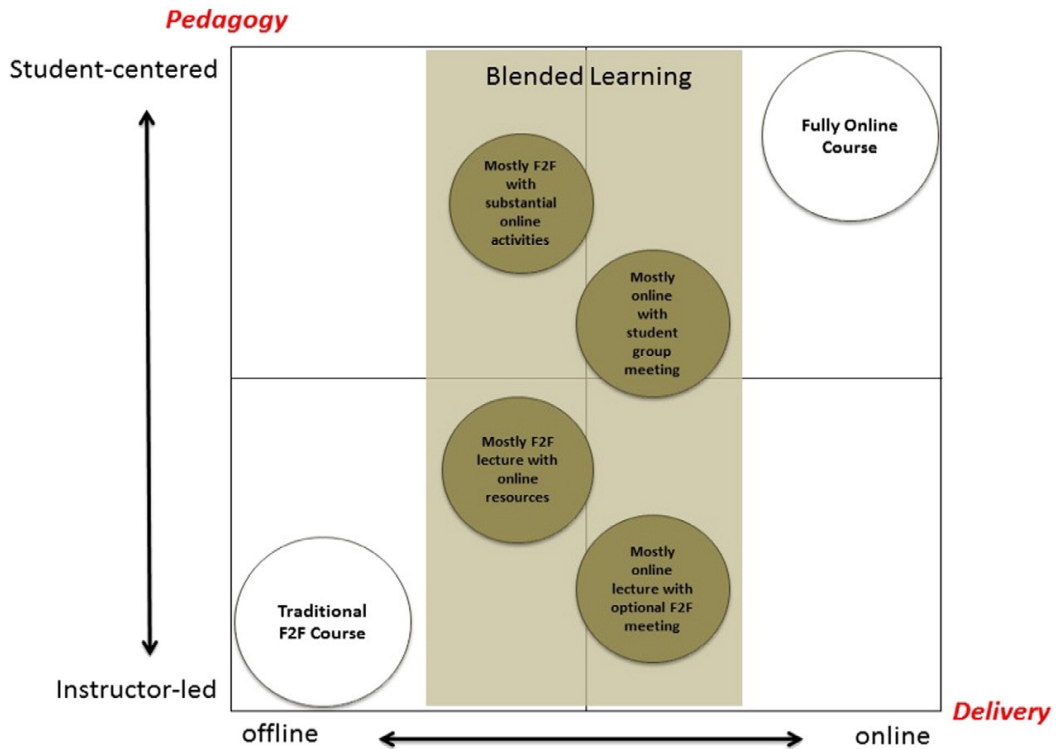 Pedagogy
Student-centered
Blended Learning
Fully Online
Course
Mostly F2F
with
substantial
online
activities
Mostly
online
with
student
group
meeting
Mostly F2F
lecture with
online
resources
Mostly
online
lecture with
optional F2F
meeting
Traditional
F2F Course
Instructor-led
offline
online
Delivery